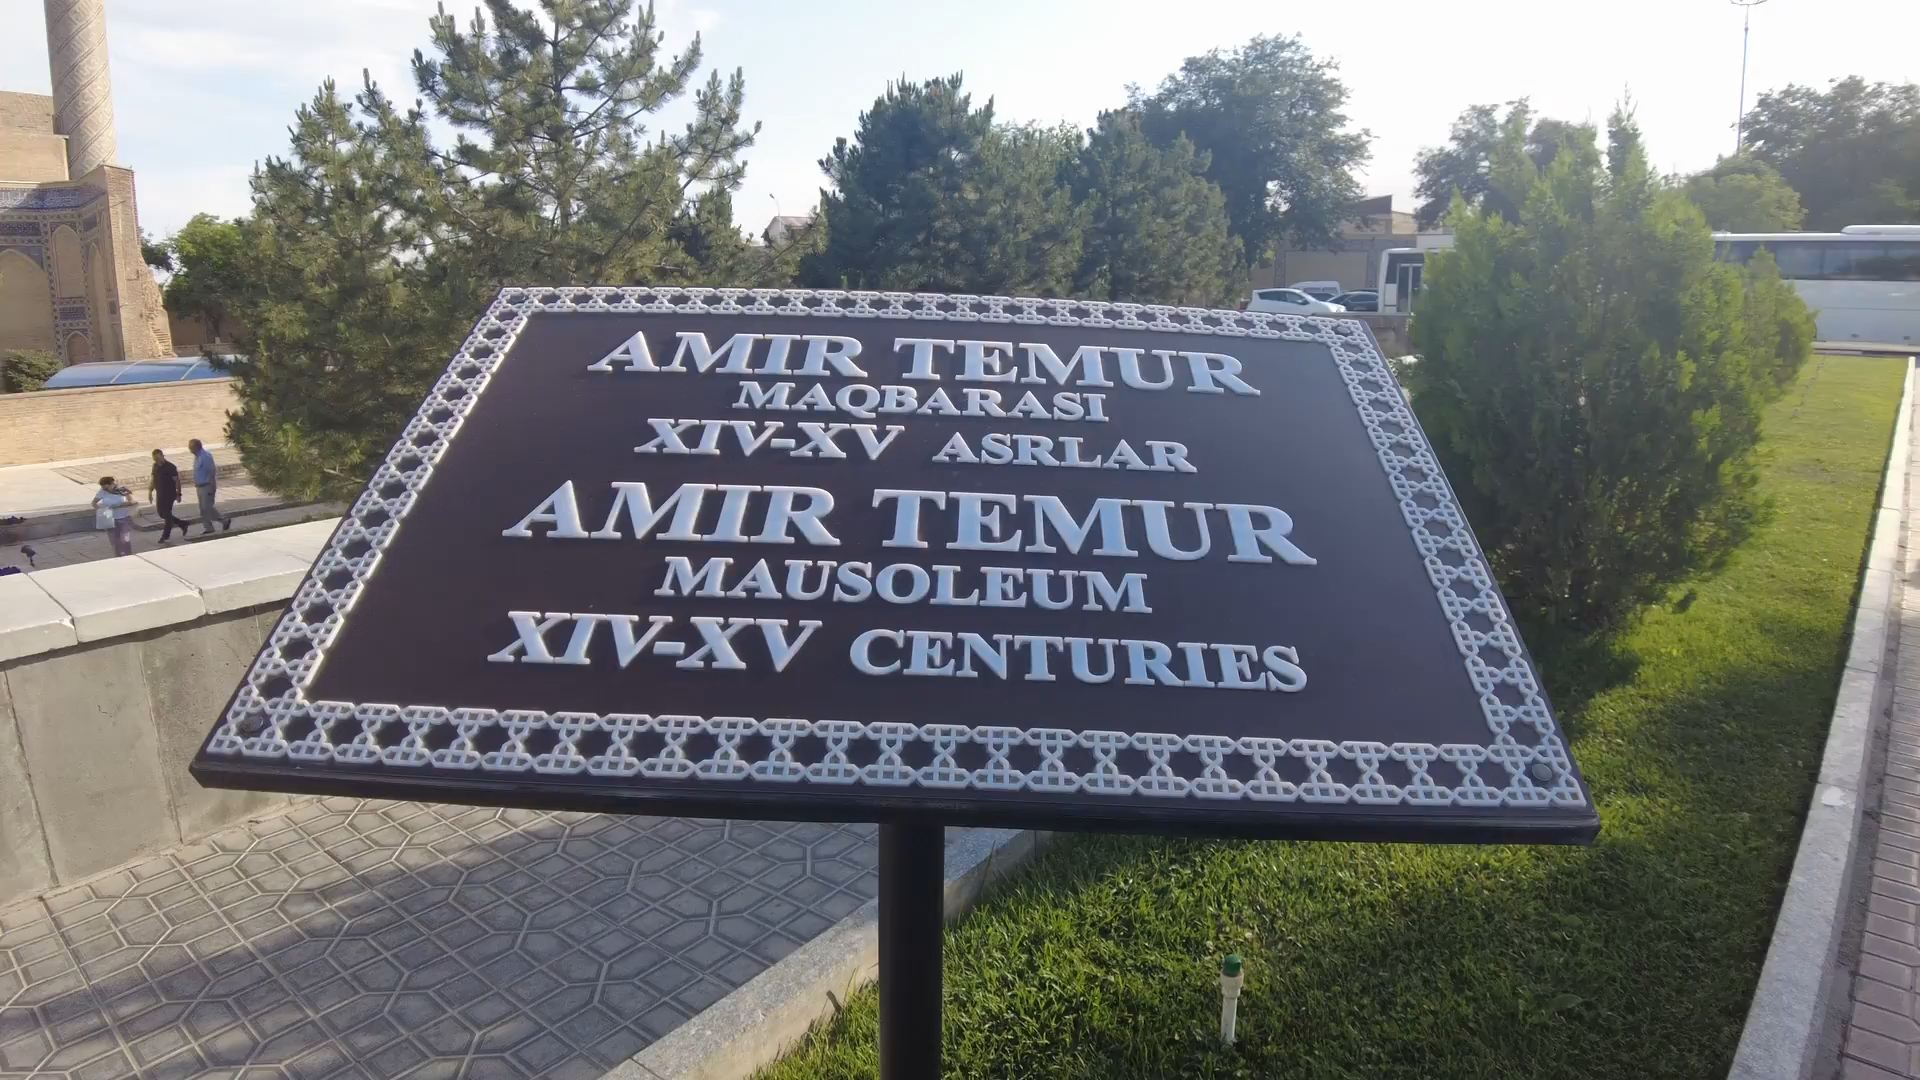 AMIR TEMUR
MAQBARASI
XIV-XV ASRLAR
AMIR TEMUR
MAUSOLEUM
XIV-XV CENTURIES